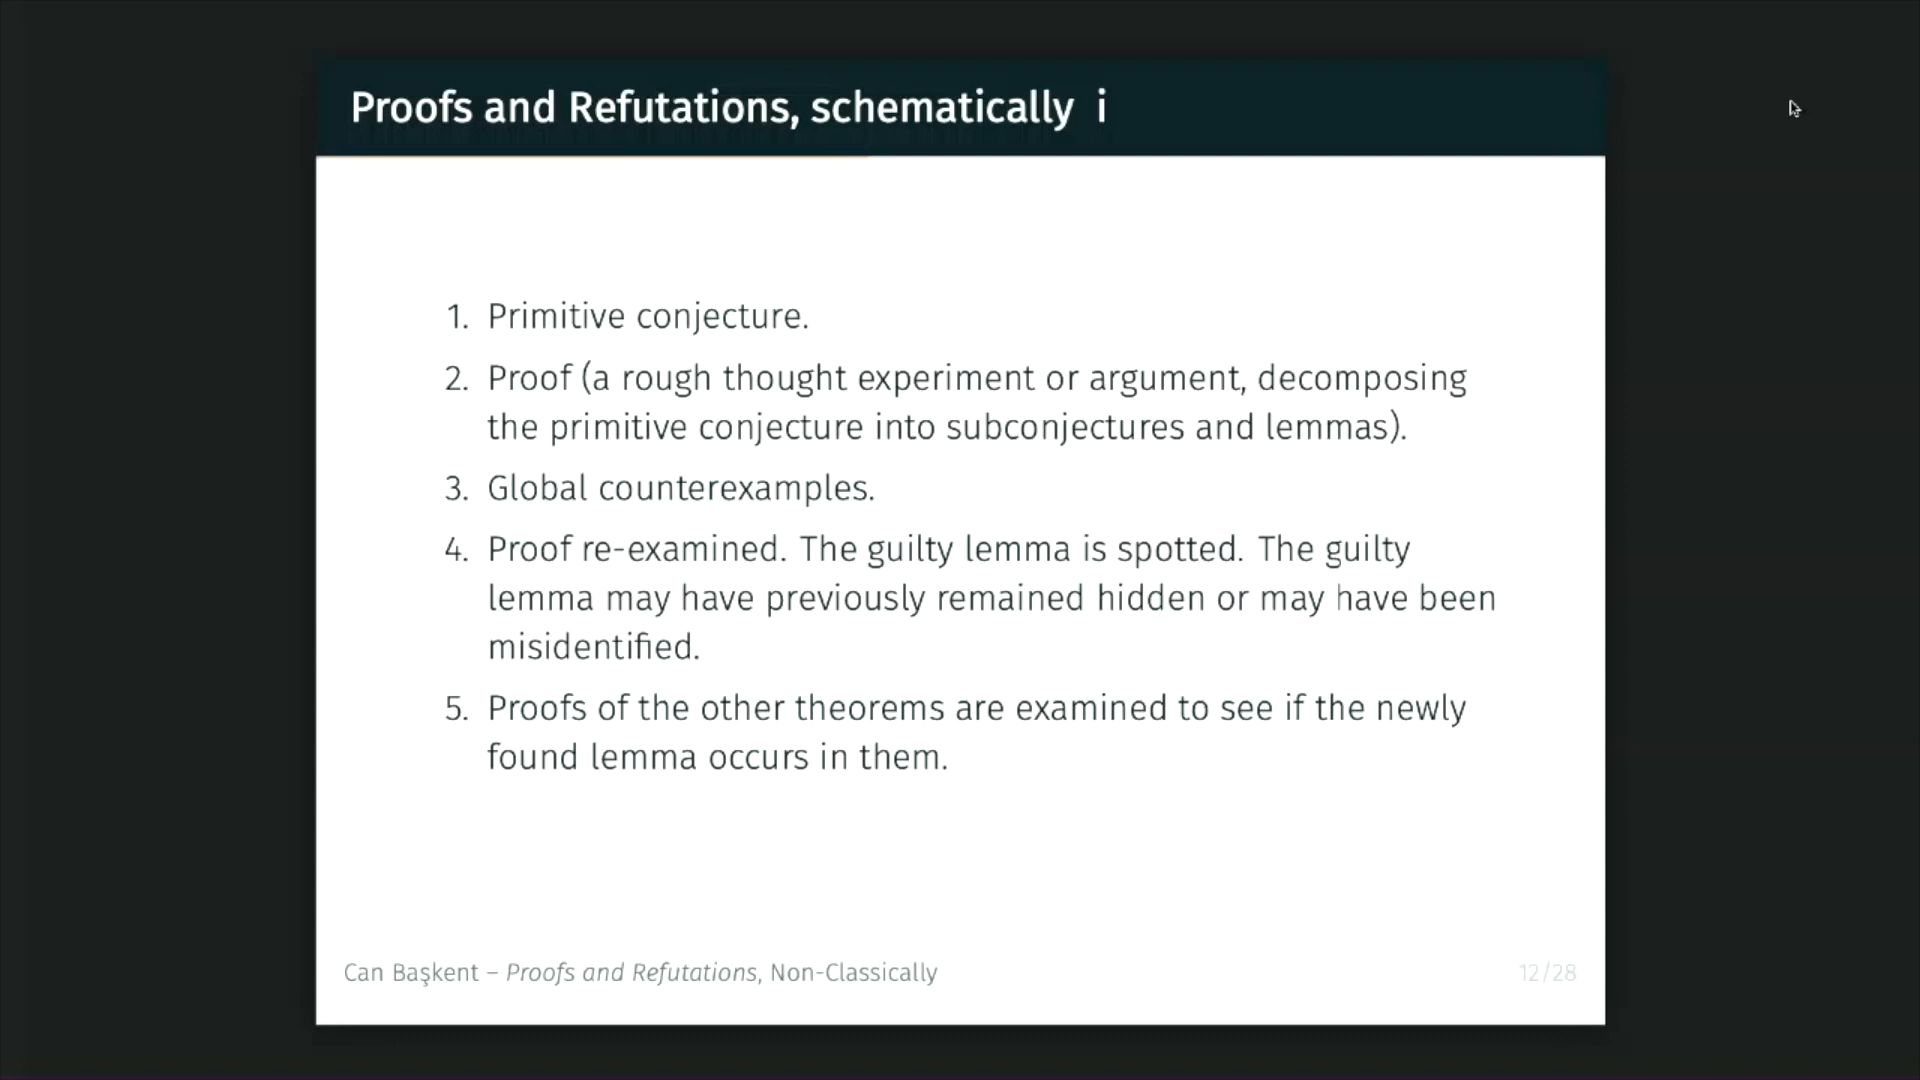 Proofs and Refutations, schematically i
1. Primitive conjecture.
2. Proof (a rough thought experiment or argument, decomposing
the primitive conjecture into subconjectures and lemmas).
3. Global counterexamples.
4. Proof re-examined. The guilty lemma is spotted. The guilty
lemma may have previously remained hidden or may have been
misidentified.
5. Proofs of the other theorems are examined to see if the newly
found lemma occurs in them.
Can Başkent – Proofs and Refutations, Non-Classically
12/28